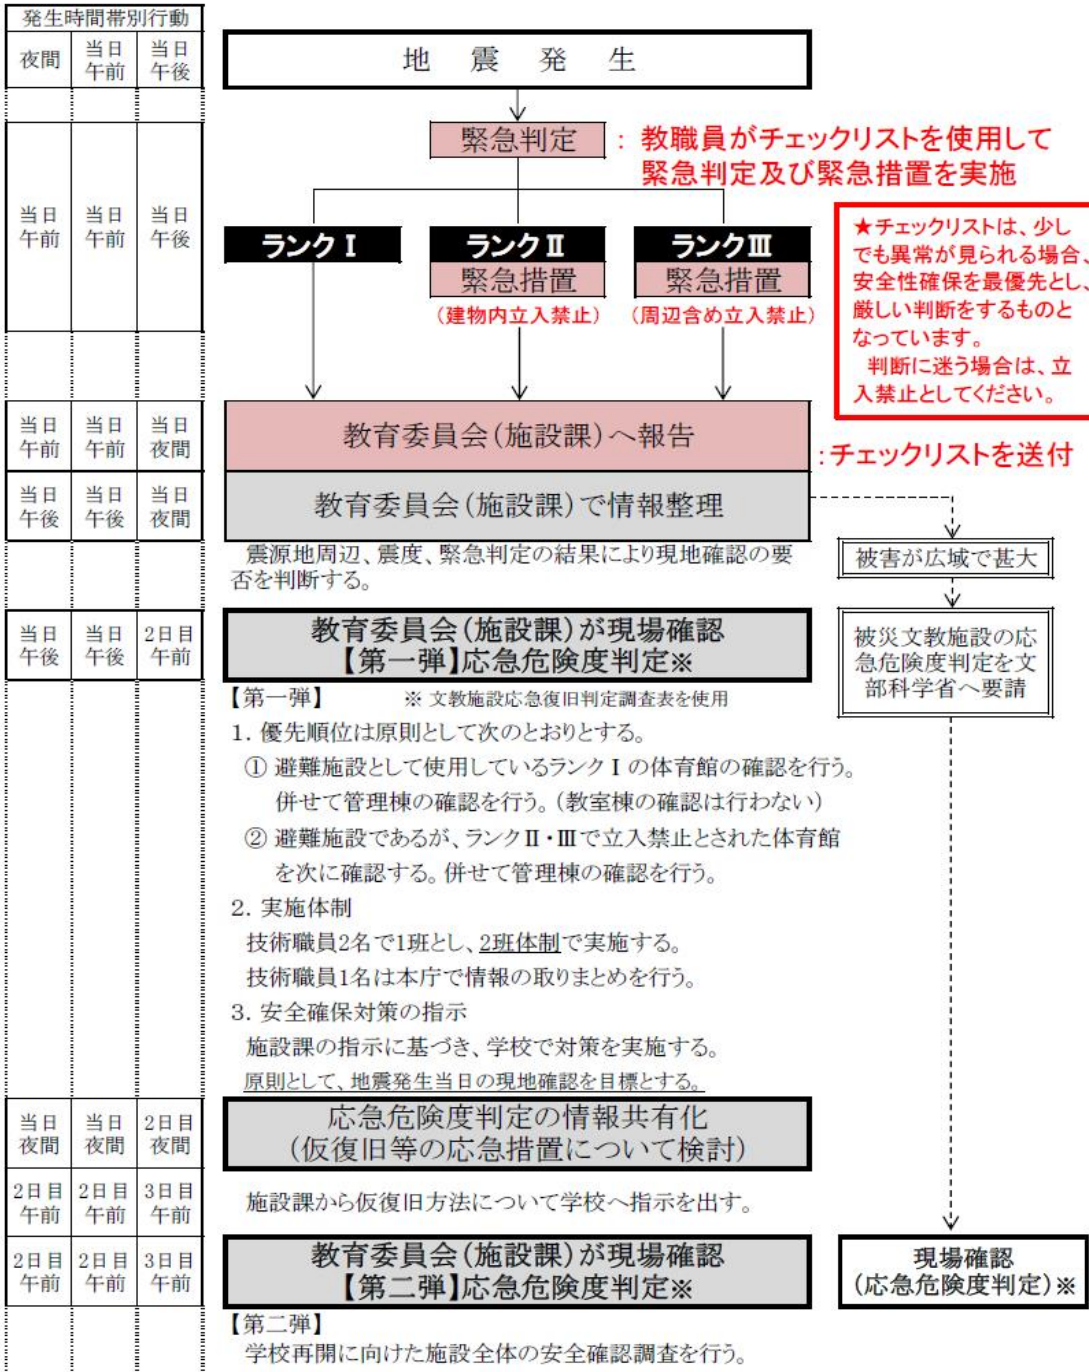 発生時間帯別行動
夜間 当日午前 当日午後
地 震 発 生
当日午前 当日午前 当日午後
緊急判定
: 教職員がチェックリストを使用して
緊急判定及び緊急措置を実施
ランクⅠ
ランクⅡ
緊急措置
(建物内立入禁止)
ランクⅢ
緊急措置
(周辺含め立入禁止)
★チェックリストは、少し
でも異常が見られる場合、
安全性確保を最優先とし、
厳しい判断をするものと
なっています。
判断に迷う場合は、立
入禁止としてください。
当日午前 当日午前 当日夜間
教育委員会(施設課)へ報告
:チェックリストを送付
当日午後 当日午後 当日夜間
教育委員会(施設課)で情報整理
震源地周辺、震度、緊急判定の結果により現地確認の要
否を判断する。
被害が広域で甚大
被災文教施設の応
急危険度判定を文
部科学省へ要請
当日午後 当日午後 2日目午前
教育委員会(施設課)が現場確認
【第一弾】応急危険度判定※
【第一弾】 ※ 文教施設応急復旧判定調査表を使用
1. 優先順位は原則として次のとおりとする。
① 避難施設として使用しているランクⅠの体育館の確認を行う。
併せて管理棟の確認を行う。(教室棟の確認は行わない)
② 避難施設であるが、ランクⅡ・Ⅲで立入禁止とされた体育館
を次に確認する。併せて管理棟の確認を行う。
2. 実施体制
技術職員2名で1班とし、2班体制で実施する。
技術職員1名は本庁で情報の取りまとめを行う。
3. 安全確保対策の指示
施設課の指示に基づき、学校で対策を実施する。
原則として、地震発生当日の現地確認を目標とする。
当日夜間 当日夜間 2日目夜間
応急危険度判定の情報共有化
(仮復旧等の応急措置について検討)
2日目午前 2日目午前 3日目午前
施設課から仮復旧方法について学校へ指示を出す。
2日目午前 2日目午前 3日目午前
教育委員会(施設課)が現場確認
【第二弾】応急危険度判定※
現場確認
(応急危険度判定)※
【第二弾】
学校再開に向けた施設全体の安全確認調査を行う。